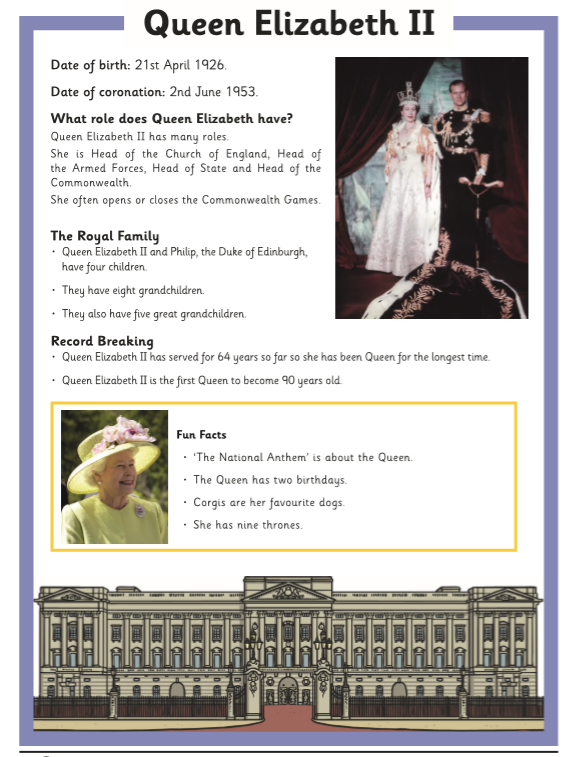 Queen Elizabeth II
Date of birth: 21st April 1926.
Date of coronation: 2nd June 1953.
What role does Queen Elizabeth have?
Queen Elizabeth II has many roles.
She is Head of the Church of England, Head of
the Armed Forces, Head of State and Head of the
Commonwealth.
She often opens or closes the Commonwealth Games.
The Royal Family
• Queen Elizabeth II and Philip, the Duke of Edinburgh,
have four children.
• They have eight grandchildren.
• They also have five great grandchildren.
Record Breaking
• Queen Elizabeth II has served for 64 years so far so she has been Queen for the longest time.
• Queen Elizabeth II is the first Queen to become 90 years old.
Fun Facts
• ‘The National Anthem’ is about the Queen.
• The Queen has two birthdays.
• Corgis are her favourite dogs.
• She has nine thrones.